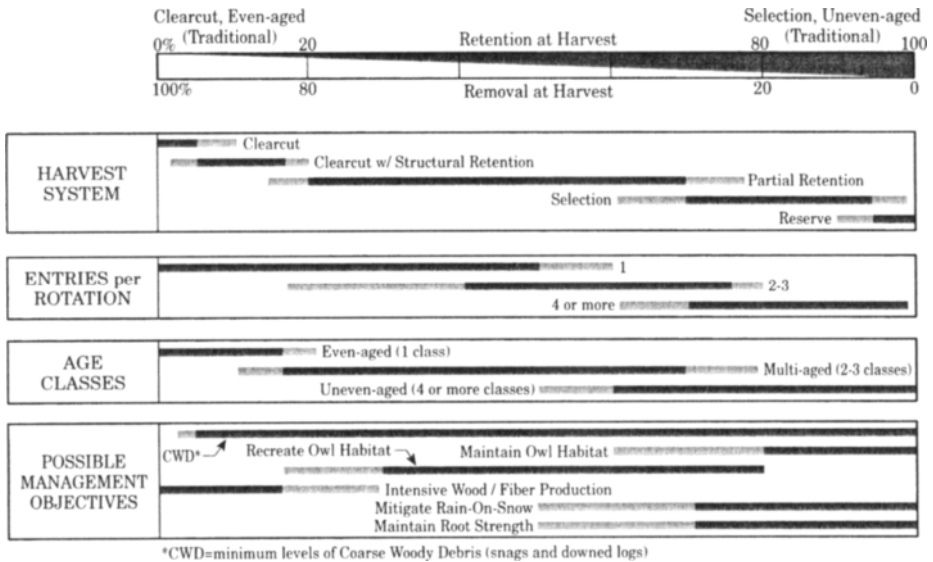 Clearcut, Even-aged
(Traditional)
Selection, Uneven-aged
(Traditional)
0% 20 Retention at Harvest 80 100
100% 80 Removal at Harvest 20 0
HARVEST
SYSTEM
Clearcut
Clearcut w/ Structural Retention
Partial Retention
Selection
Reserve
ENTRIES per
ROTATION
1
2-3
4 or more
AGE
CLASSES
Even-aged (1 class)
Multi-aged (2-3 classes)
Uneven-aged (4 or more classes)
POSSIBLE
MANAGEMENT
OBJECTIVES
CWD*
Recreate Owl Habitat
Maintain Owl Habitat
Intensive Wood / Fiber Production
Mitigate Rain-On-Snow
Maintain Root Strength
*CWD=minimum levels of Coarse Woody Debris (snags and downed logs)